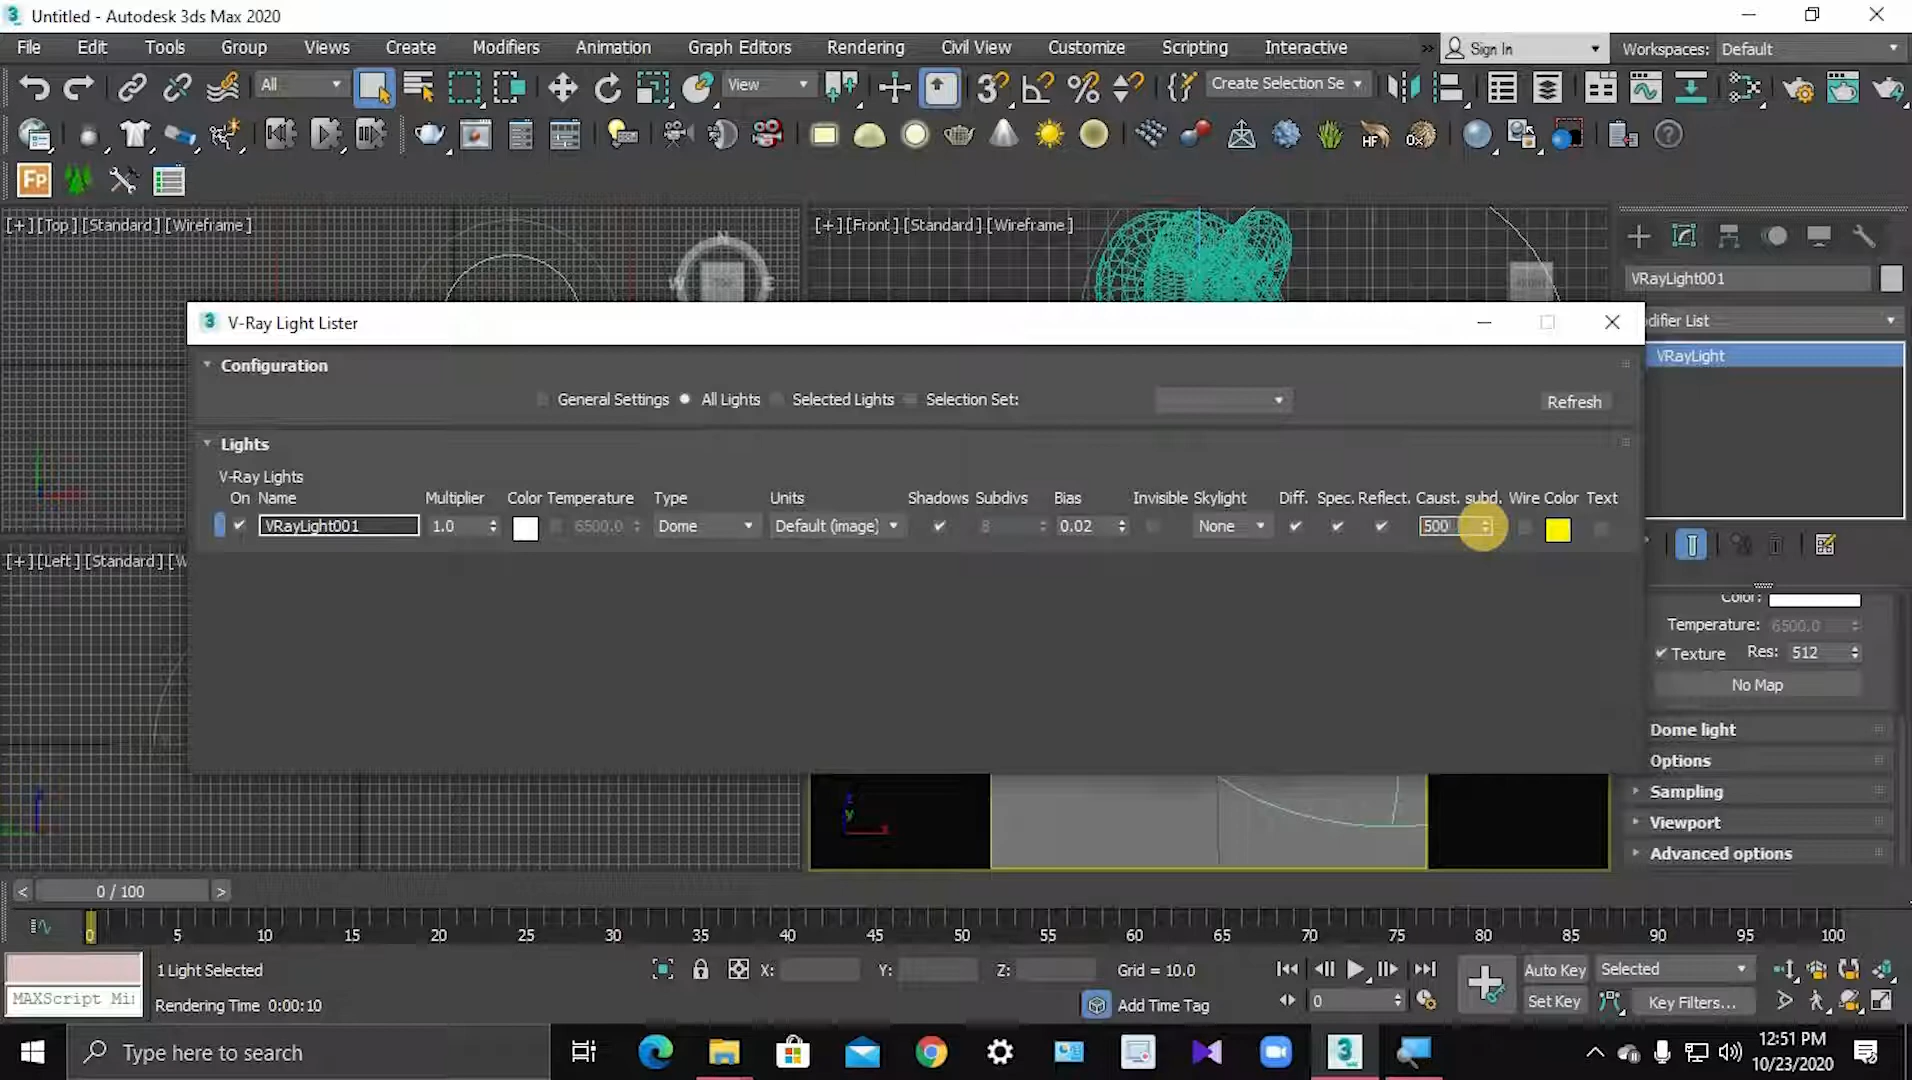 Untitled - Autodesk 3ds Max 2020
File Edit Tools Group Views Create Modifiers Animation Graph Editors Rendering Civil View Customize Scripting Interactive Sign In Workspaces: Default
All View Create Selection Se
HF
Fp
[+][Top][Standard][Wireframe]
[+][Front][Standard][Wireframe]
N
W E
VRayLight001
V-Ray Light Lister
difier List
VRayLight
Configuration
General Settings All Lights Selected Lights Selection Set:
Refresh
Lights
V-Ray Lights
On Name Multiplier Color Temperature Type Units Shadows Subdivs Bias Invisible Skylight Diff. Spec. Reflect. Caust. subd. Wire Color Text
VRayLight001 1.0 6500.0 Dome Default (image) 8 0.02 None 500
[+][Left][Standard][W
Color:
Temperature: 6500.0
Texture Res: 512
No Map
Dome light
Options
Sampling
Viewport
Advanced options
z
y
x
< 0 / 100 >
0 5 10 15 20 25 30 35 40 45 50 55 60 65 70 75 80 85 90 95 100
1 Light Selected
X: Y: Z: Grid = 10.0
Auto Key Selected
MAXScript Mi
Rendering Time 0:00:10
Add Time Tag
0
Set Key Key Filters...
Type here to search
12:51 PM
10/23/2020